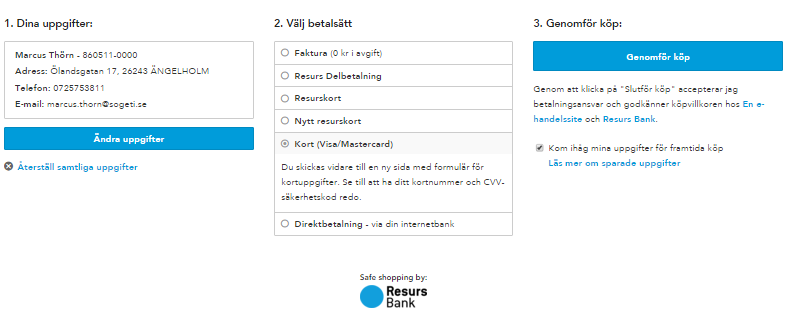 1. Dina uppgifter:
Marcus Thörn - 860511-0000
Adress: Ölandsgatan 17, 26243 ÄNGELHOLM
Telefon: 0725753811
E-mail: marcus.thorn@sogeti.se
Ändra uppgifter
Återställ samtliga uppgifter
2. Välj betalsätt
Faktura (0 kr i avgift)
Resurs Delbetalning
Resurskort
Nytt resurskort
Kort (Visa/Mastercard)
Du skickas vidare till en ny sida med formulär för
kortuppgifter. Se till att ha ditt kortnummer och CVV-
säkerhetskod redo.
Direktbetalning - via din internetbank
3. Genomför köp:
Genomför köp
Genom att klicka på "Slutför köp" accepterar jag
betalningsansvar och godkänner köpvillkoren hos En e-
handelssite och Resurs Bank.
Kom ihåg mina uppgifter för framtida köp
Läs mer om sparade uppgifter
Safe shopping by:
Resurs
Bank